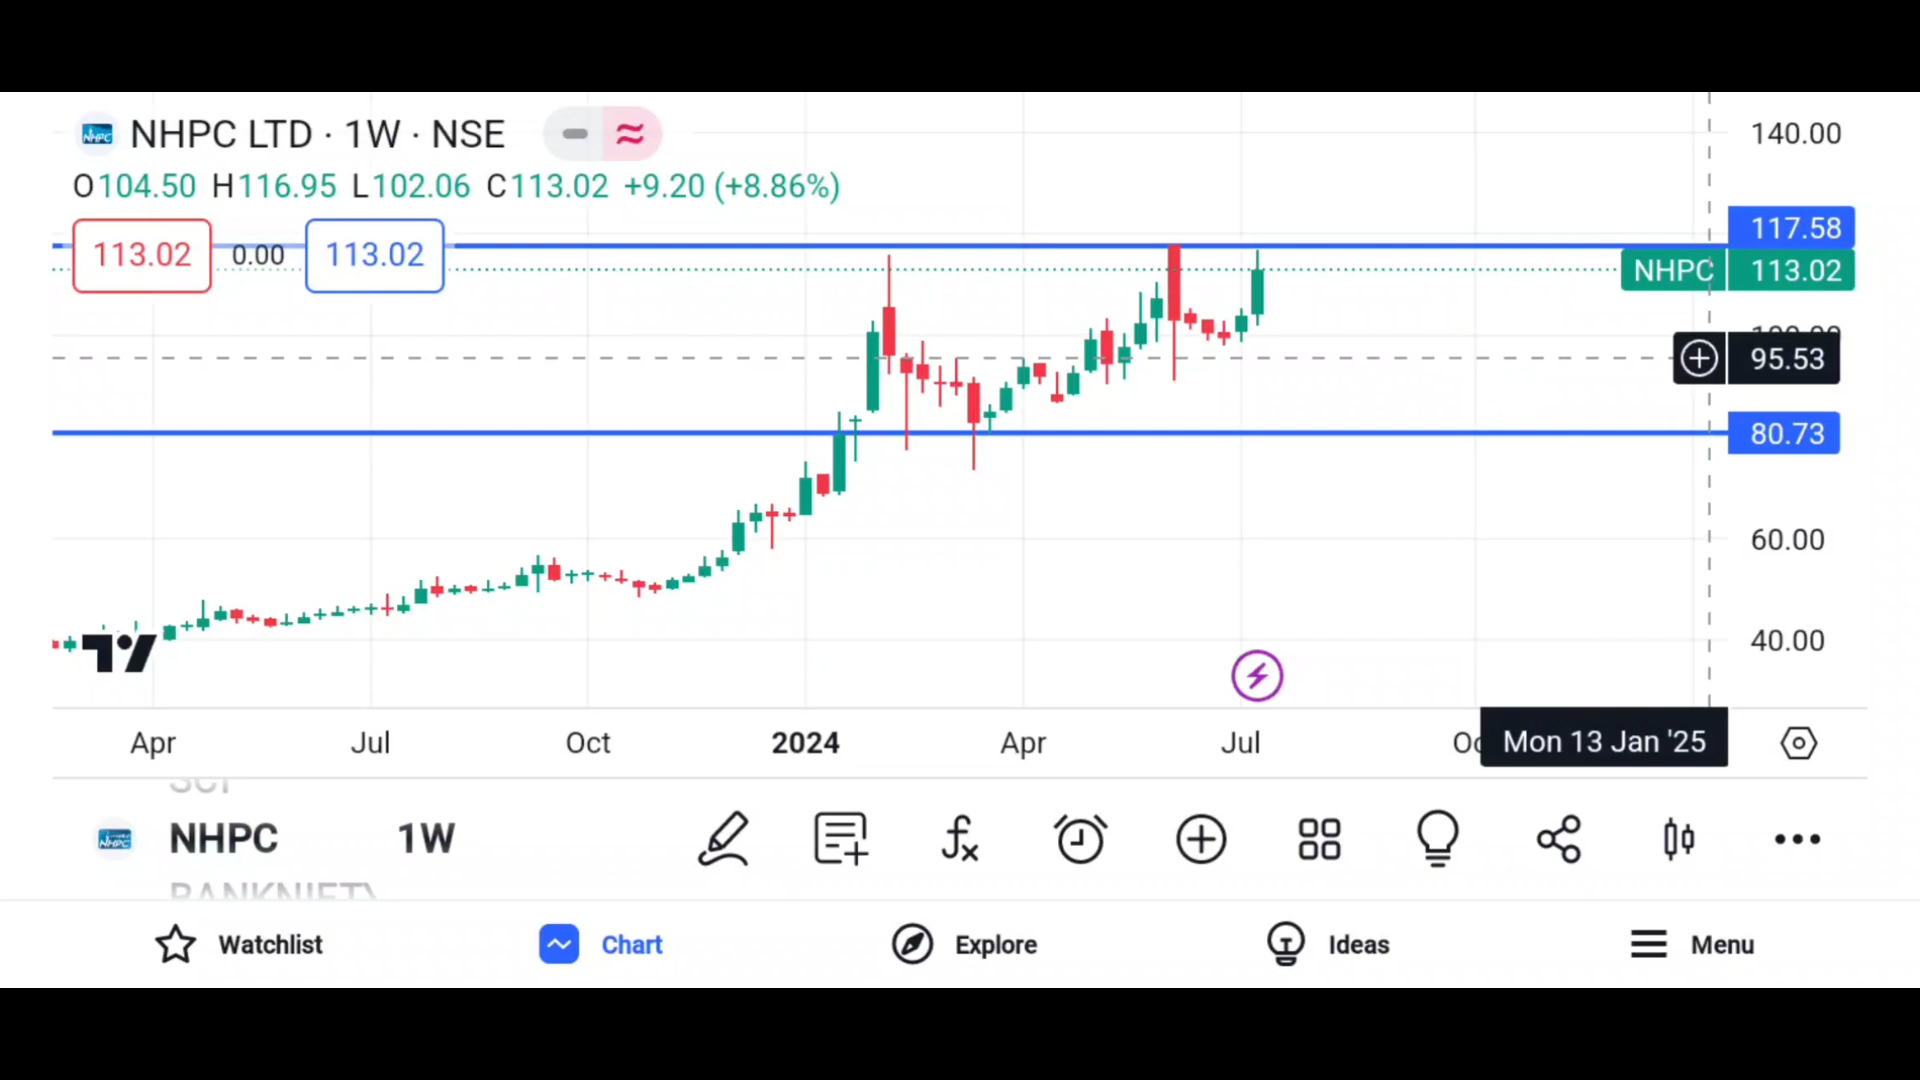 NHPC LTD · 1W · NSE
O104.50 H116.95 L102.06 C113.02 +9.20 (+8.86%)
113.02 0.00 113.02
140.00
117.58
NHPC 113.02
95.53
80.73
60.00
40.00
Apr Jul Oct 2024 Apr Jul Mon 13 Jan '25
NHPC 1W
BANKNIFTY
Watchlist Chart Explore Ideas Menu